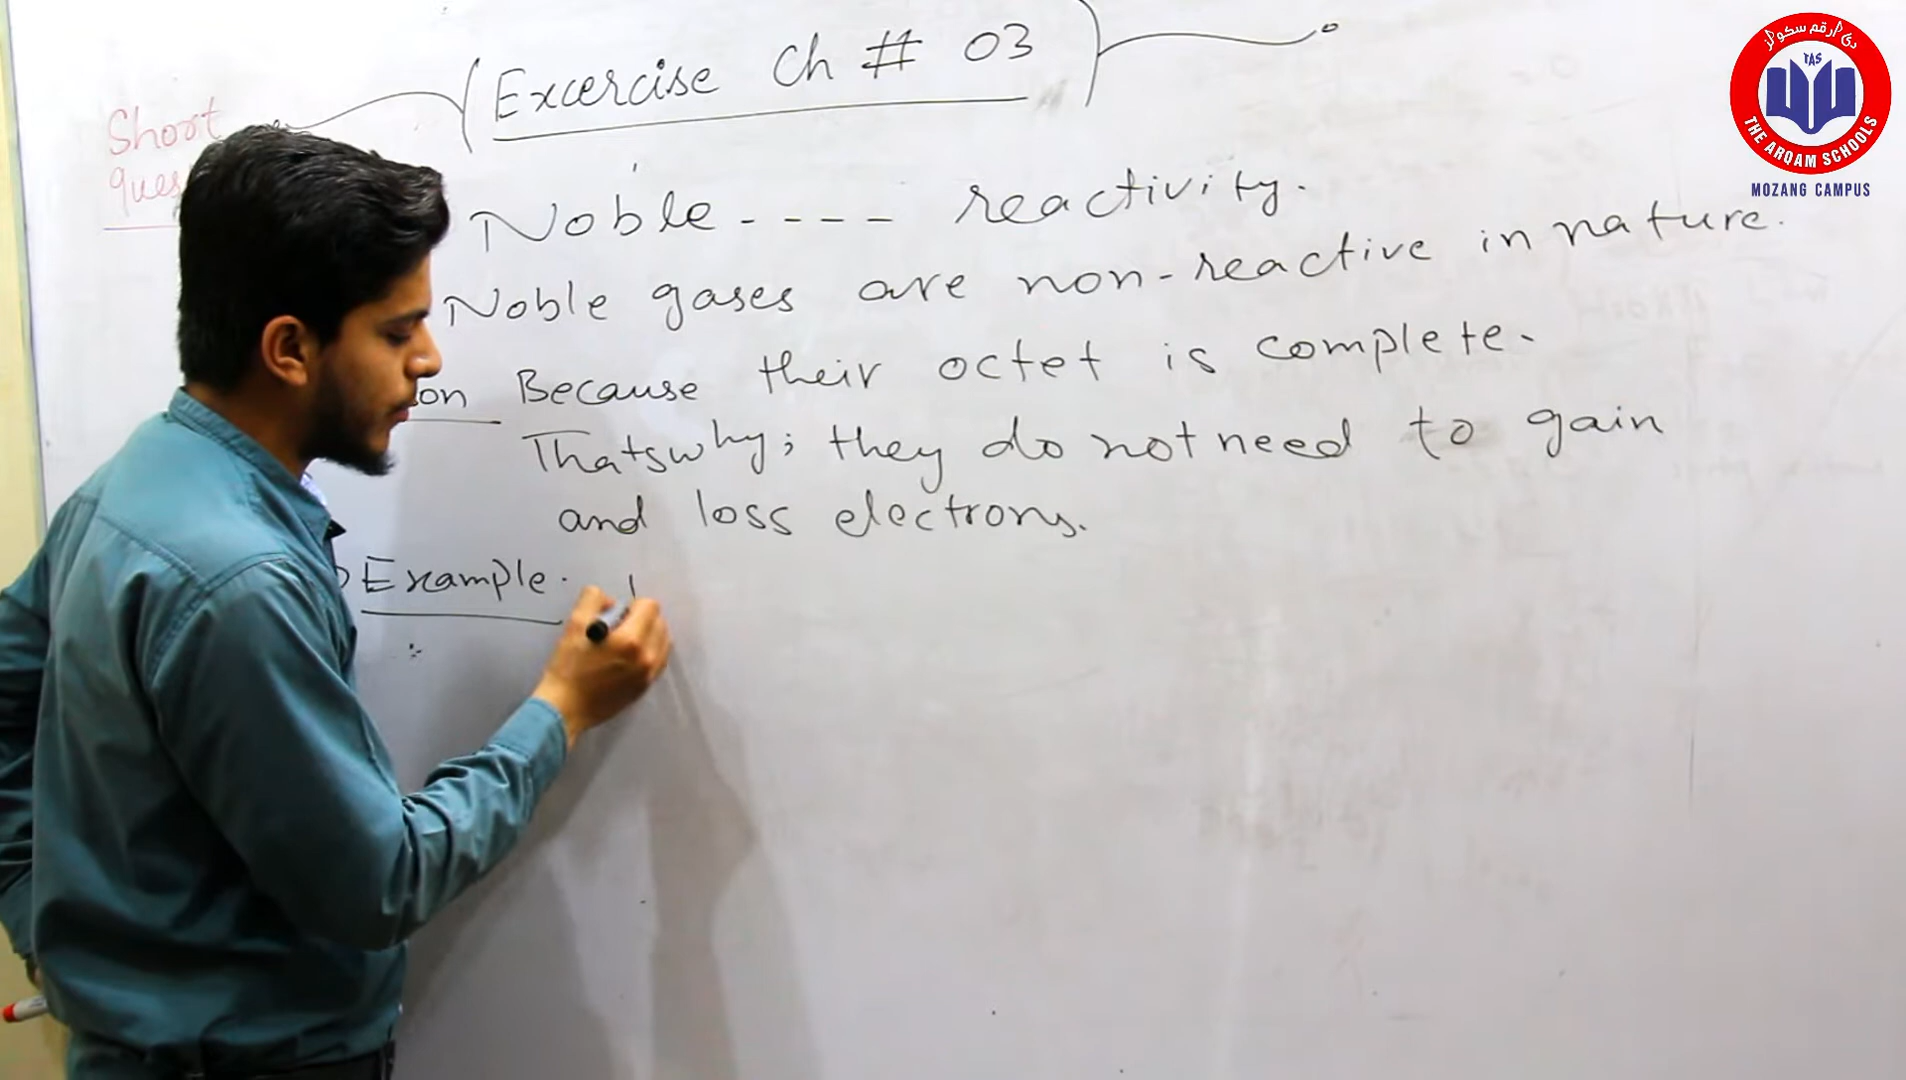 Excercise Ch # 03
Short
Ques
Noble - - - - reactivity.
Noble gases are non-reactive in nature.
on Because their octet is complete.
Thatswhy; they do not need to gain
and loss electrons.
Example.
دی ارقم سکولز
TAS
THE ARQAM SCHOOLS
MOZANG CAMPUS